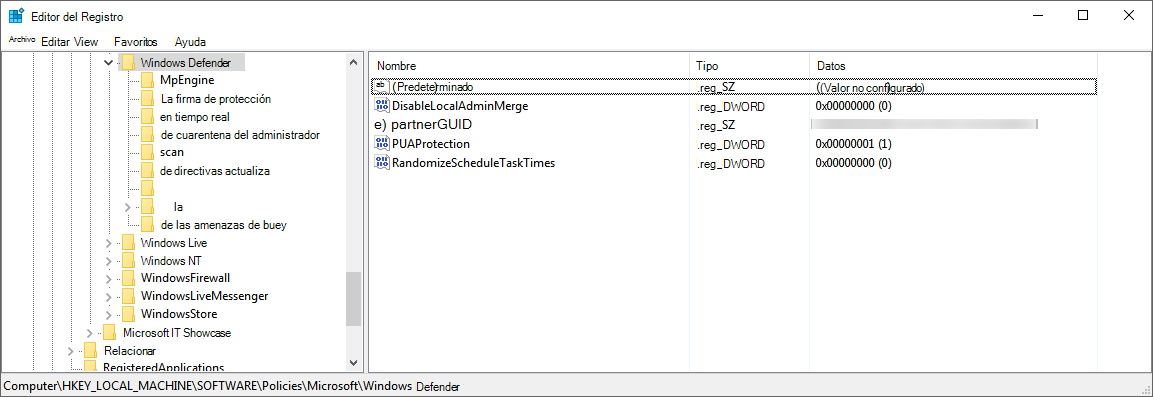 Editor del Registro
Archivo Editar View Favoritos Ayuda
Windows Defender
MpEngine
La firma de protección
en tiempo real
de cuarentena del administrador
scan
de directivas actualiza
la
de las amenazas de buey
Windows Live
Windows NT
WindowsFirewall
WindowsLiveMessenger
WindowsStore
Microsoft IT Showcase
Relacionar
RegisteredApplications
Nombre Tipo Datos
ab (Predete)minado .reg_SZ ((Valor no configurado)
DisableLocalAdminMerge .reg_DWORD 0x00000000 (0)
e) partnerGUID .reg_SZ
PUAProtection .reg_DWORD 0x00000001 (1)
RandomizeScheduleTaskTimes .reg_DWORD 0x00000000 (0)
Computer\HKEY_LOCAL_MACHINE\SOFTWARE\Policies\Microsoft\Windows Defender